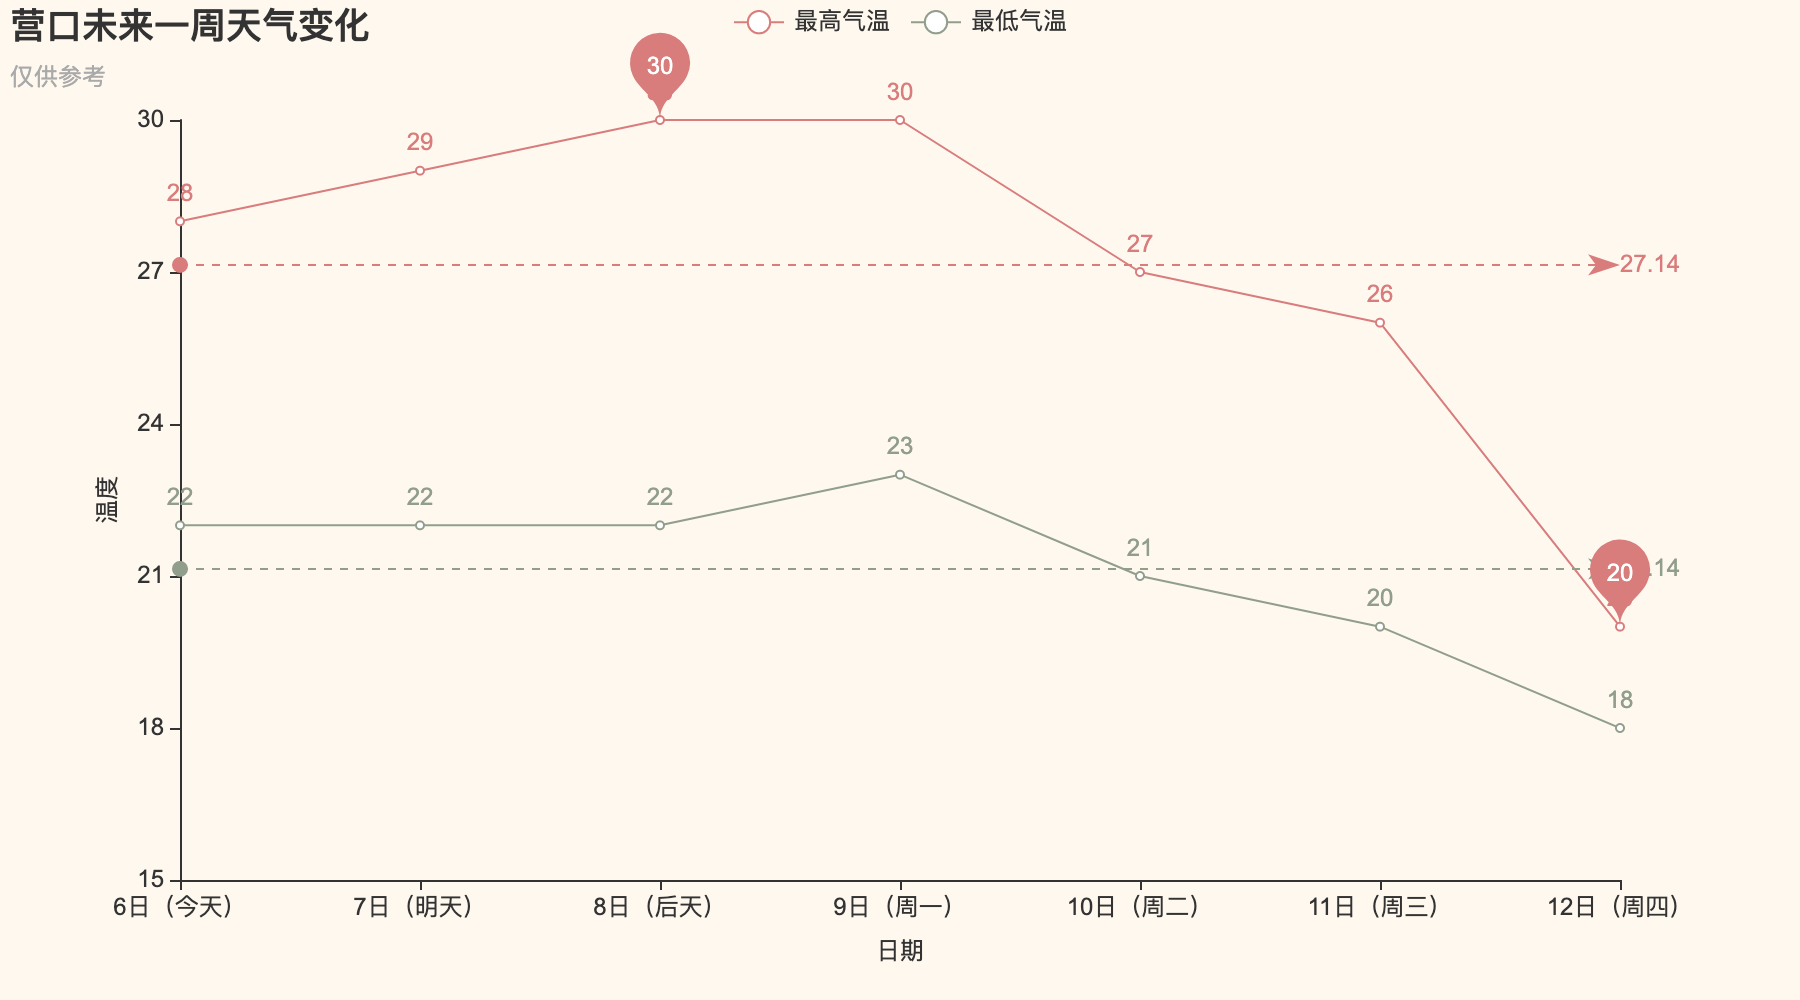 营口未来一周天气变化
仅供参考
最高气温
最低气温
30
27
24
21
18
15
温度
28
29
30
30
27
26
20
27.14
22
22
22
23
21
20
18
.14
6日（今天）
7日（明天）
8日（后天）
9日（周一）
10日（周二）
11日（周三）
12日（周四）
日期